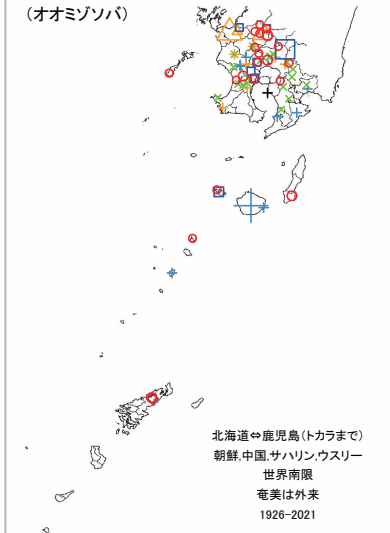 (オオミゾソバ)
北海道⇔鹿児島(トカラまで)
朝鮮,中国,サハリン,ウスリー
世界南限
奄美は外来
1926-2021